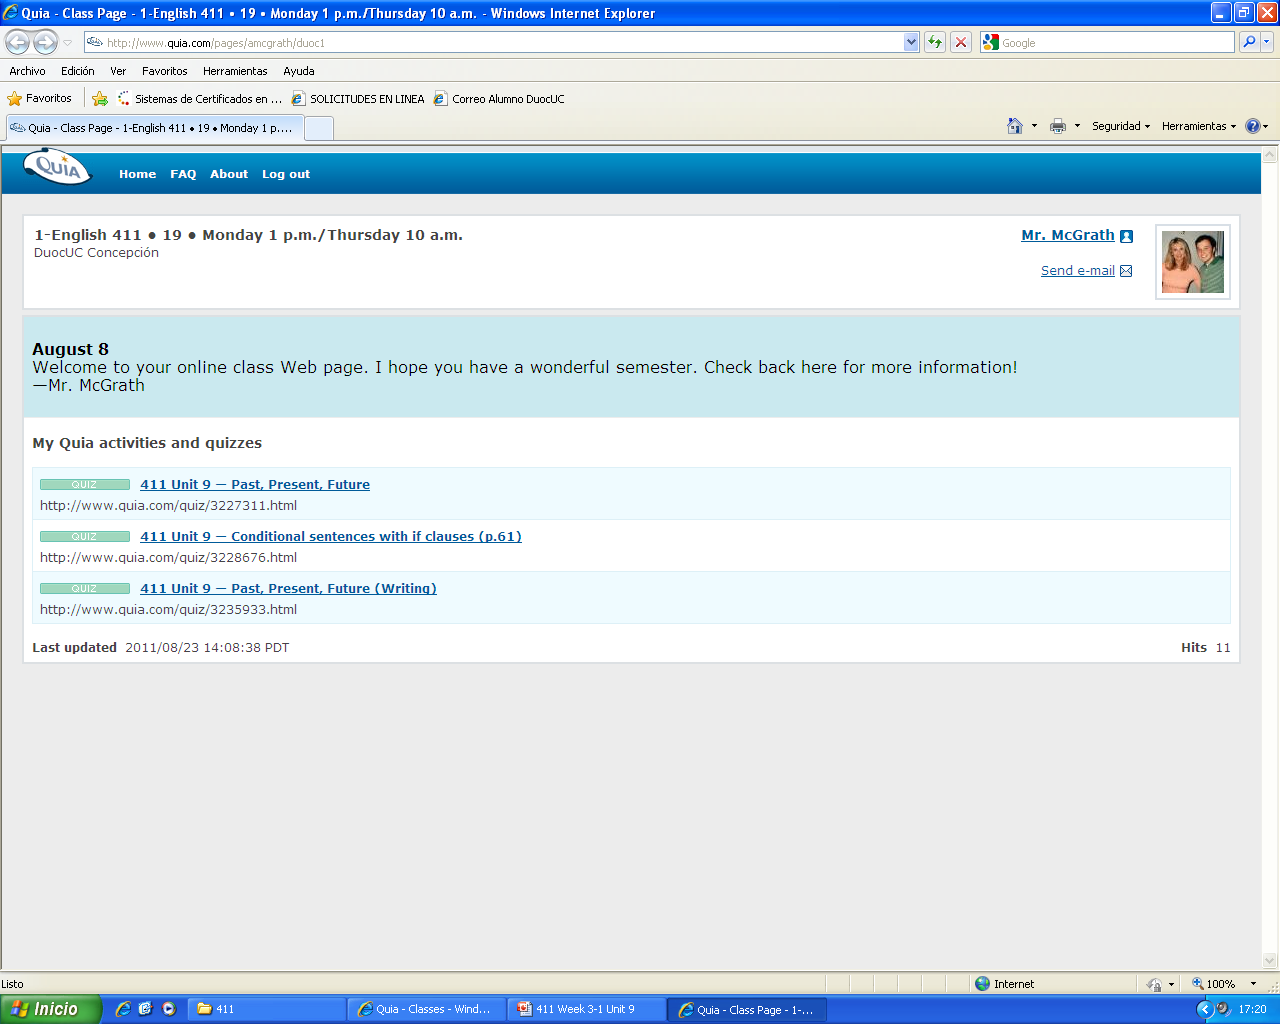 Quia - Class Page - 1-English 411 • 19 • Monday 1 p.m./Thursday 10 a.m. - Windows Internet Explorer
http://www.quia.com/pages/amcgrath/duoc1
Google
Archivo Edición Ver Favoritos Herramientas Ayuda
Favoritos Sistemas de Certificados en ... SOLICITUDES EN LINEA Correo Alumno DuocUC
Quia - Class Page - 1-English 411 • 19 • Monday 1 p.... Seguridad Herramientas
QUIA Home FAQ About Log out
1-English 411 • 19 • Monday 1 p.m./Thursday 10 a.m.
DuocUC Concepción
Mr. McGrath
Send e-mail
August 8
Welcome to your online class Web page. I hope you have a wonderful semester. Check back here for more information!
—Mr. McGrath
My Quia activities and quizzes
QUIZ 411 Unit 9 — Past, Present, Future
http://www.quia.com/quiz/3227311.html
QUIZ 411 Unit 9 — Conditional sentences with if clauses (p.61)
http://www.quia.com/quiz/3228676.html
QUIZ 411 Unit 9 — Past, Present, Future (Writing)
http://www.quia.com/quiz/3235933.html
Last updated 2011/08/23 14:08:38 PDT Hits 11
Listo Internet 100%
Inicio 411 Quia - Classes - Wind... 411 Week 3-1 Unit 9 Quia - Class Page - 1-... 17:20